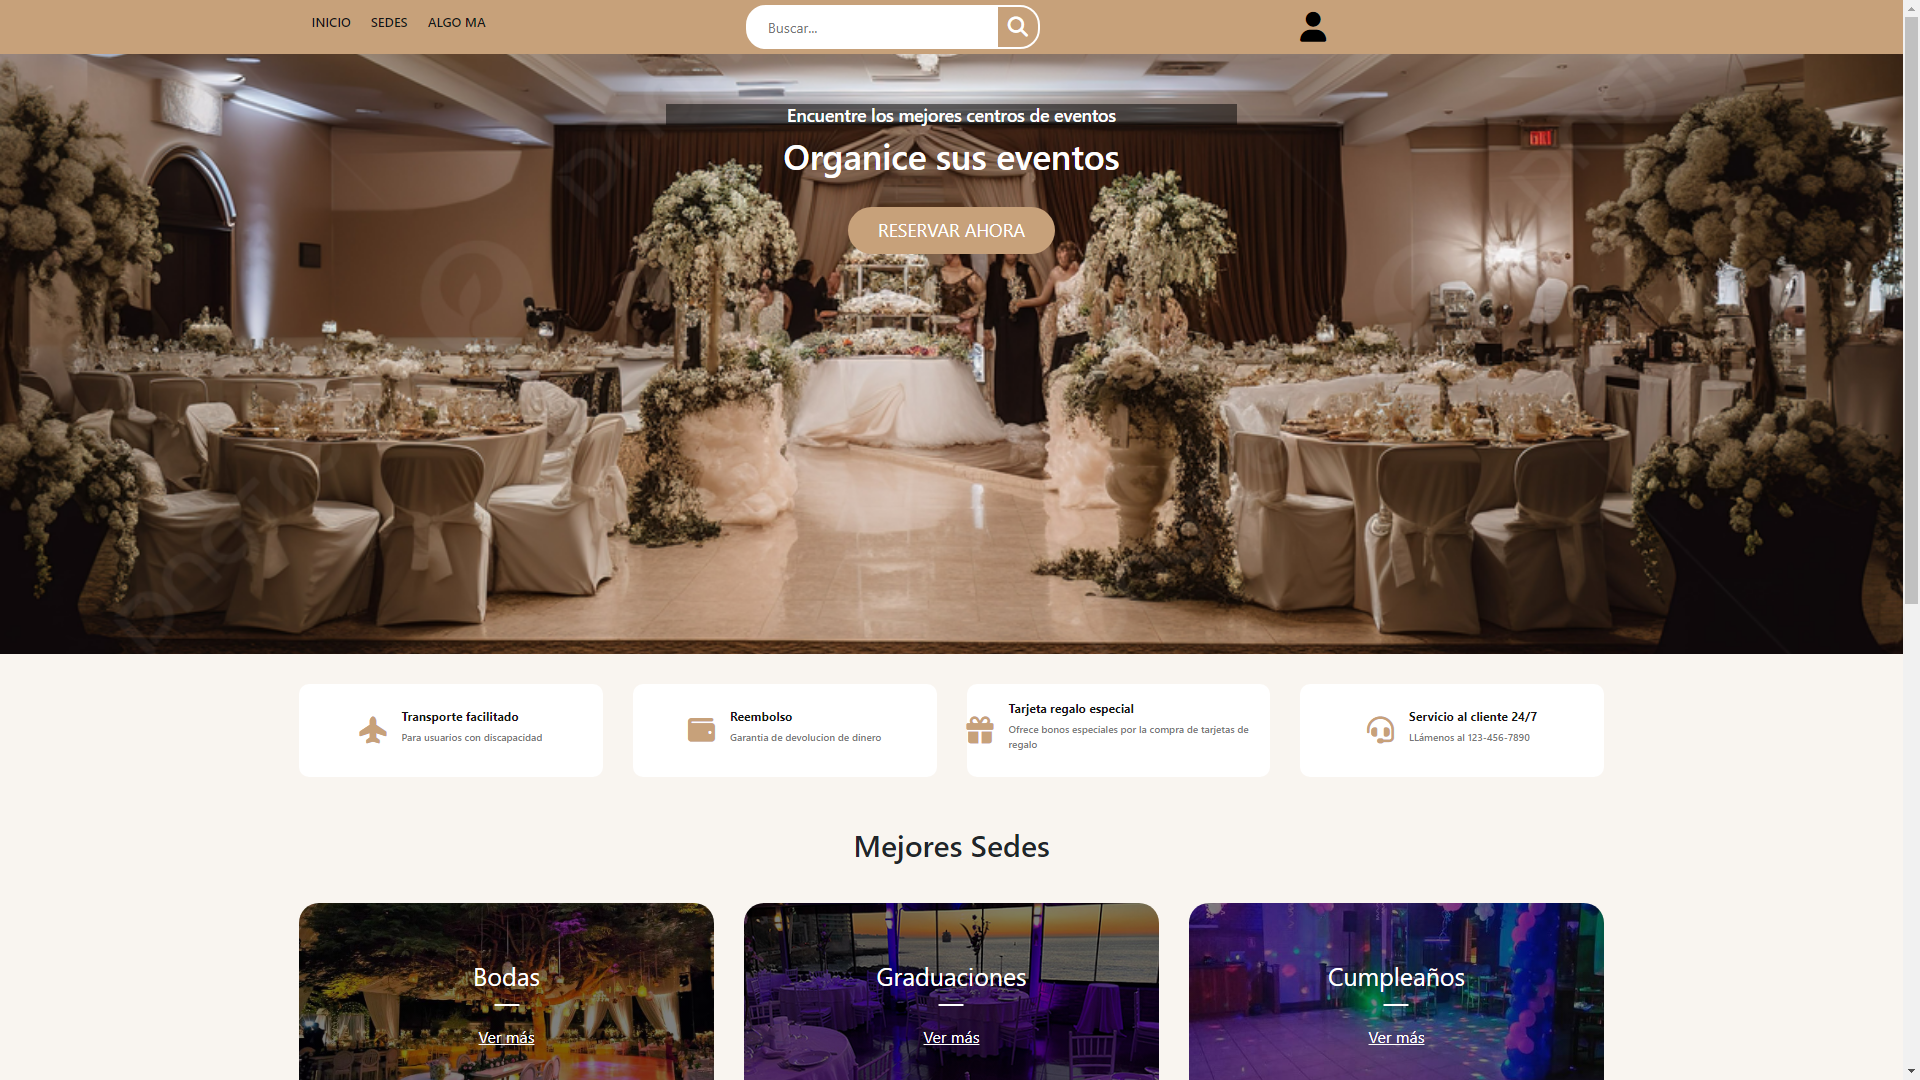 INICIO SEDES ALGO MA
Buscar...
Encuentre los mejores centros de eventos
Organice sus eventos
RESERVAR AHORA
Transporte facilitado
Para usuarios con discapacidad
Reembolso
Garantia de devolucion de dinero
Tarjeta regalo especial
Ofrece bonos especiales por la compra de tarjetas de
regalo
Servicio al cliente 24/7
LLámenos al 123-456-7890
Mejores Sedes
Bodas
Ver más
Graduaciones
Ver más
Cumpleaños
Ver más